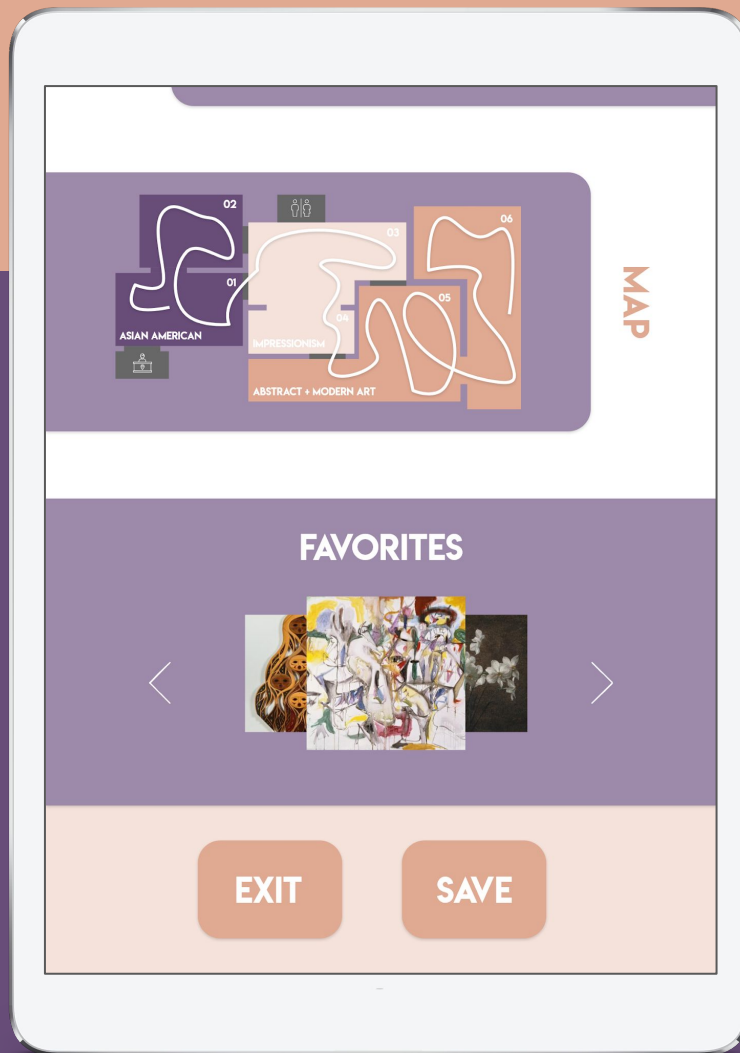 02
03
06
01
05
04
ASIAN AMERICAN
IMPRESSIONISM
ABSTRACT + MODERN ART
MAP
FAVORITES
EXIT
SAVE